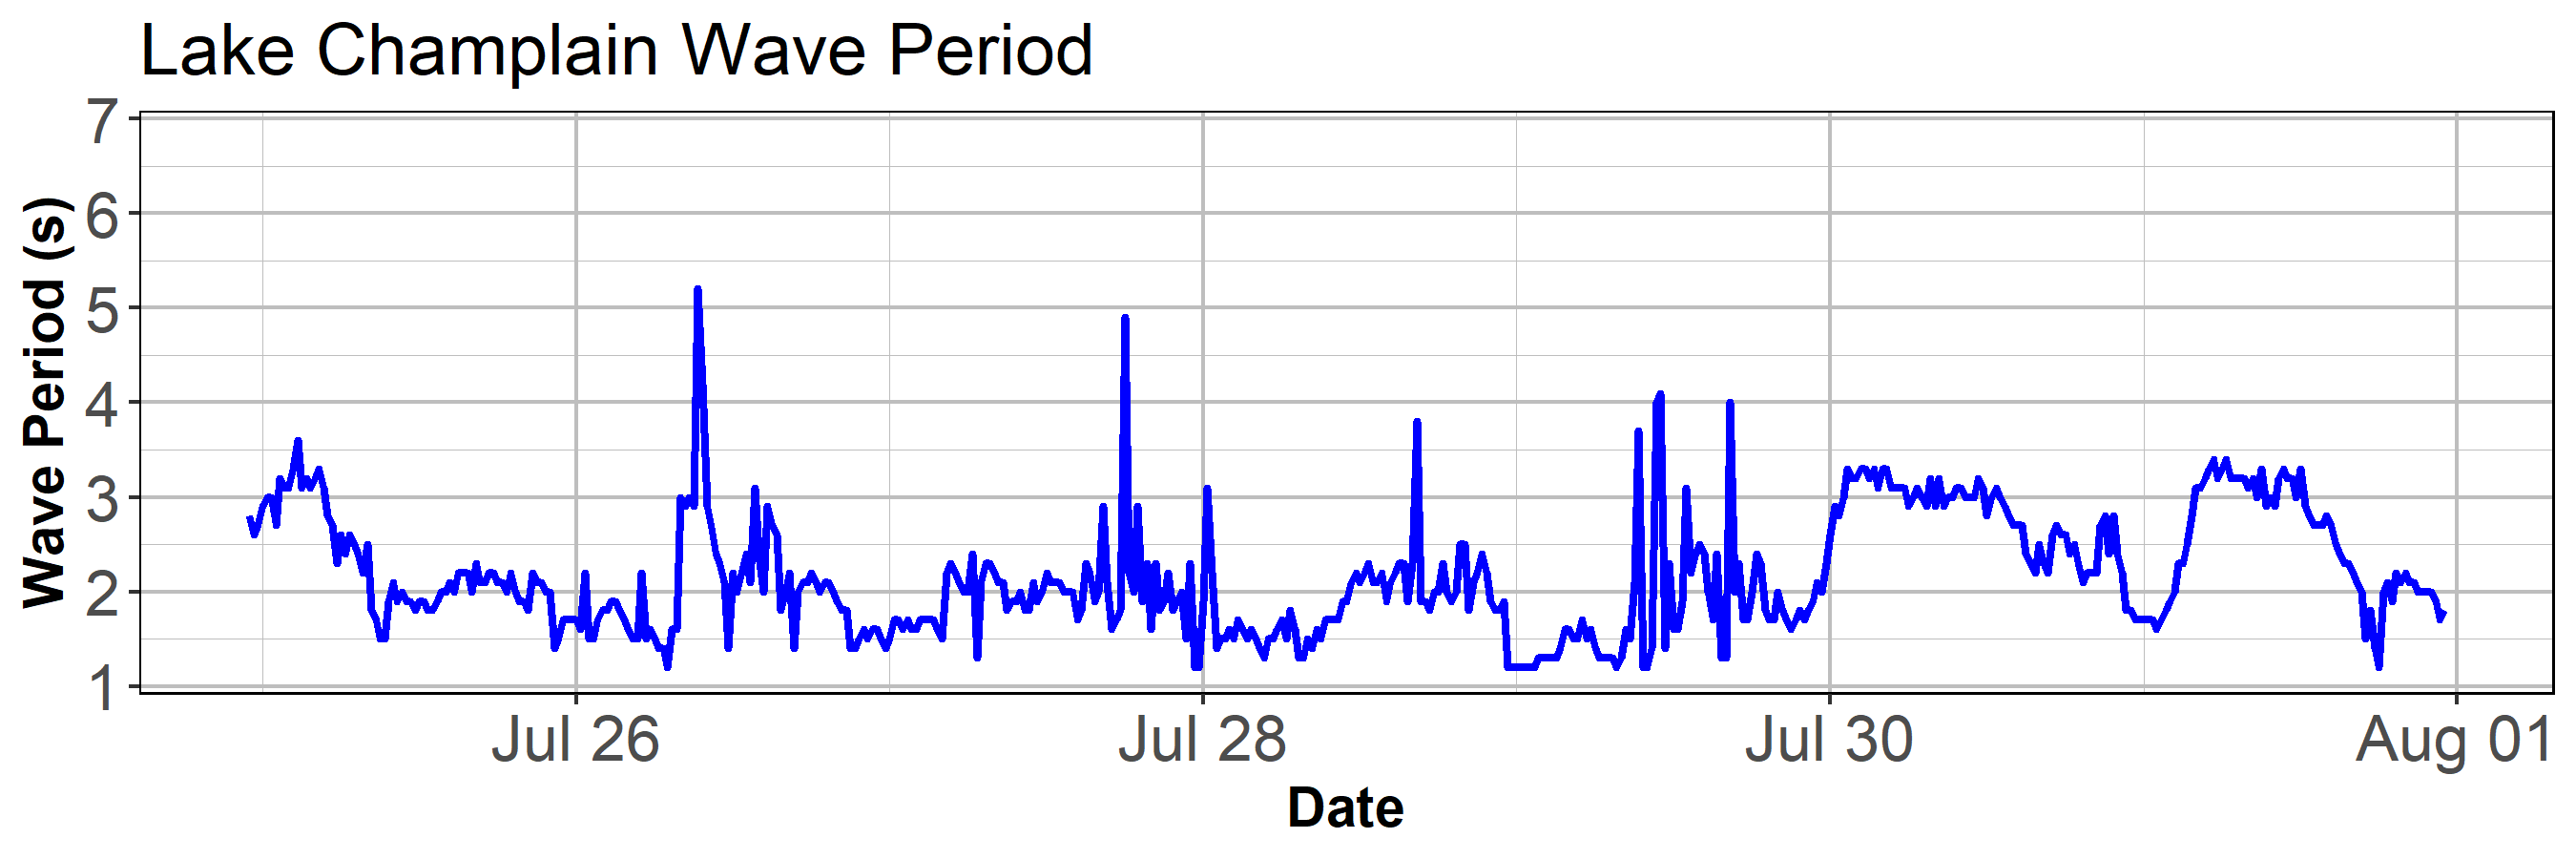 Lake Champlain Wave Period
Wave Period (s)
7
6
5
4
3
2
1
Jul 26
Jul 28
Jul 30
Aug 01
Date